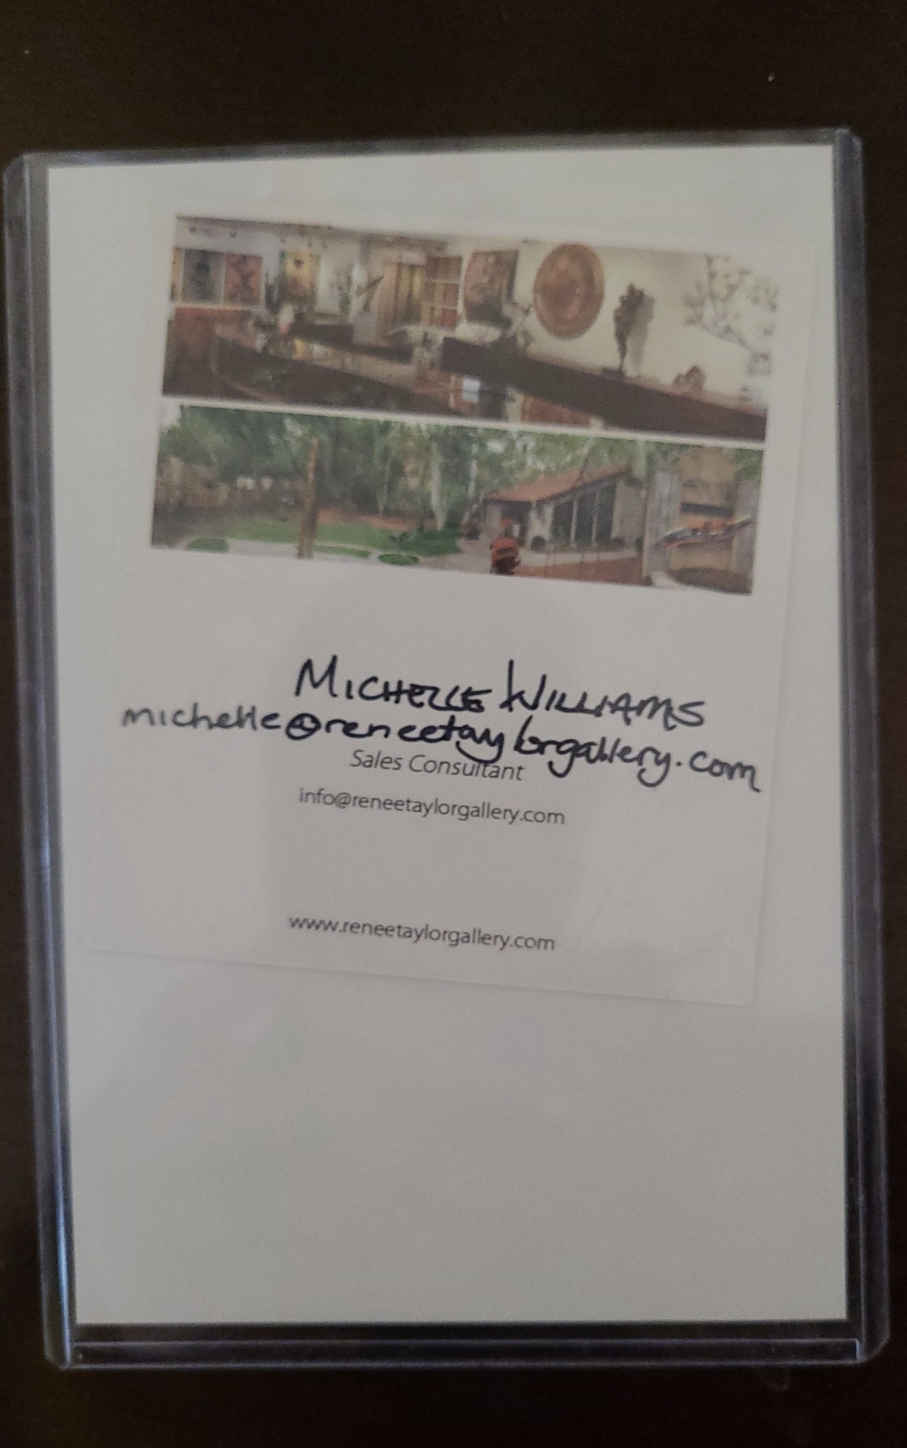 MICHELLE WILLIAMS
michelle@reneetaylorgallery.com
Sales Consultant
info@reneetaylorgallery.com
www.reneetaylorgallery.com